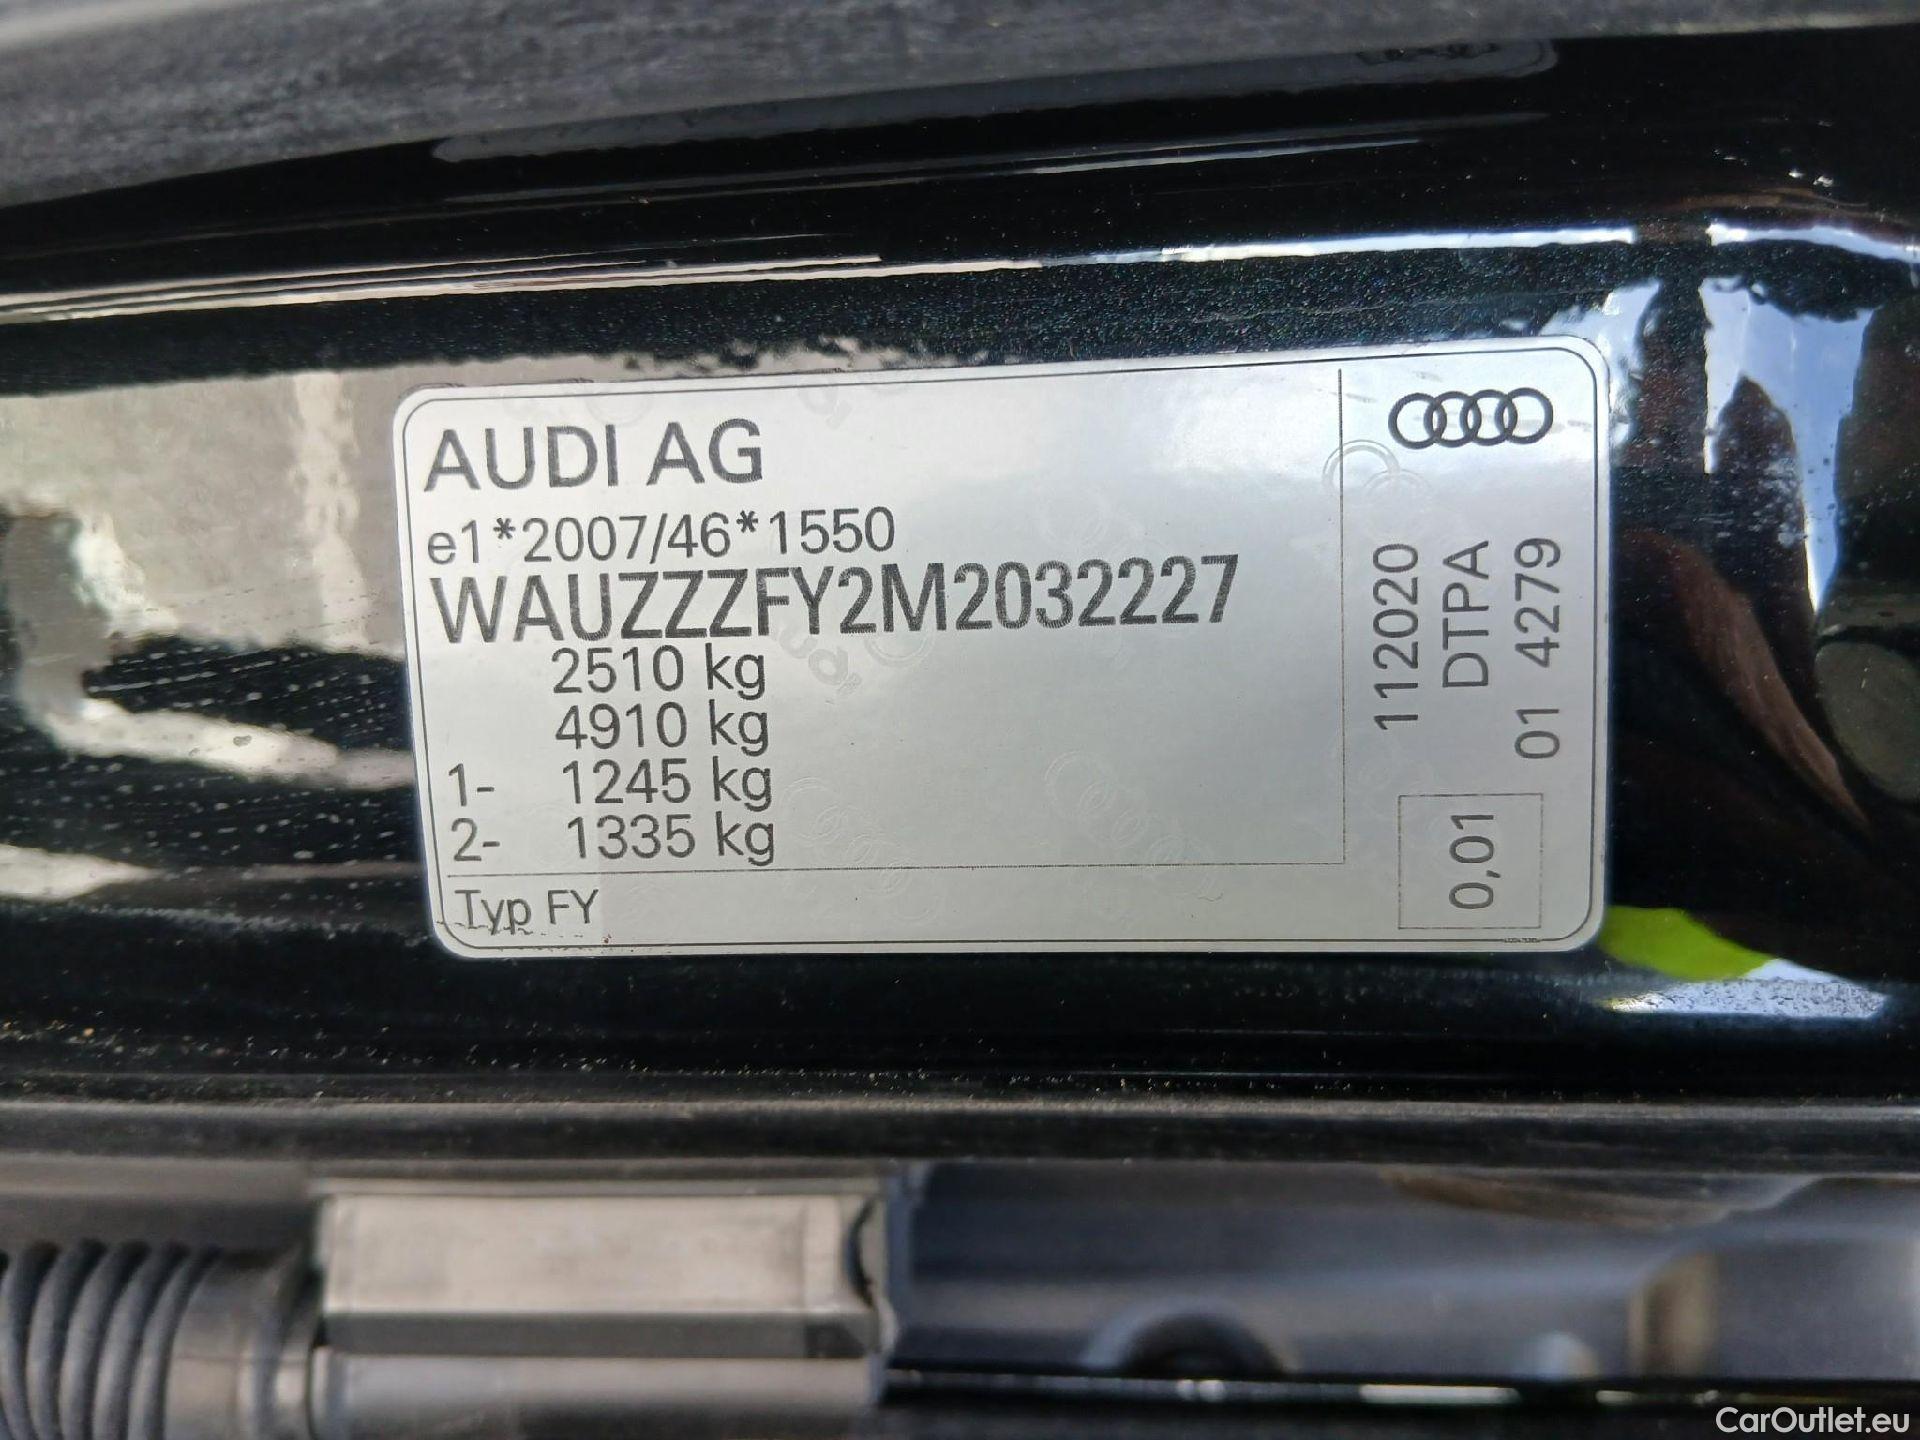 AUDI AG
e1*2007/46*1550
WAUZZZFY2M2032227
2510 kg
4910 kg
1- 1245 kg
2- 1335 kg
Typ FY
112020
DTPA
01 4279
0,01
CarOutlet.eu